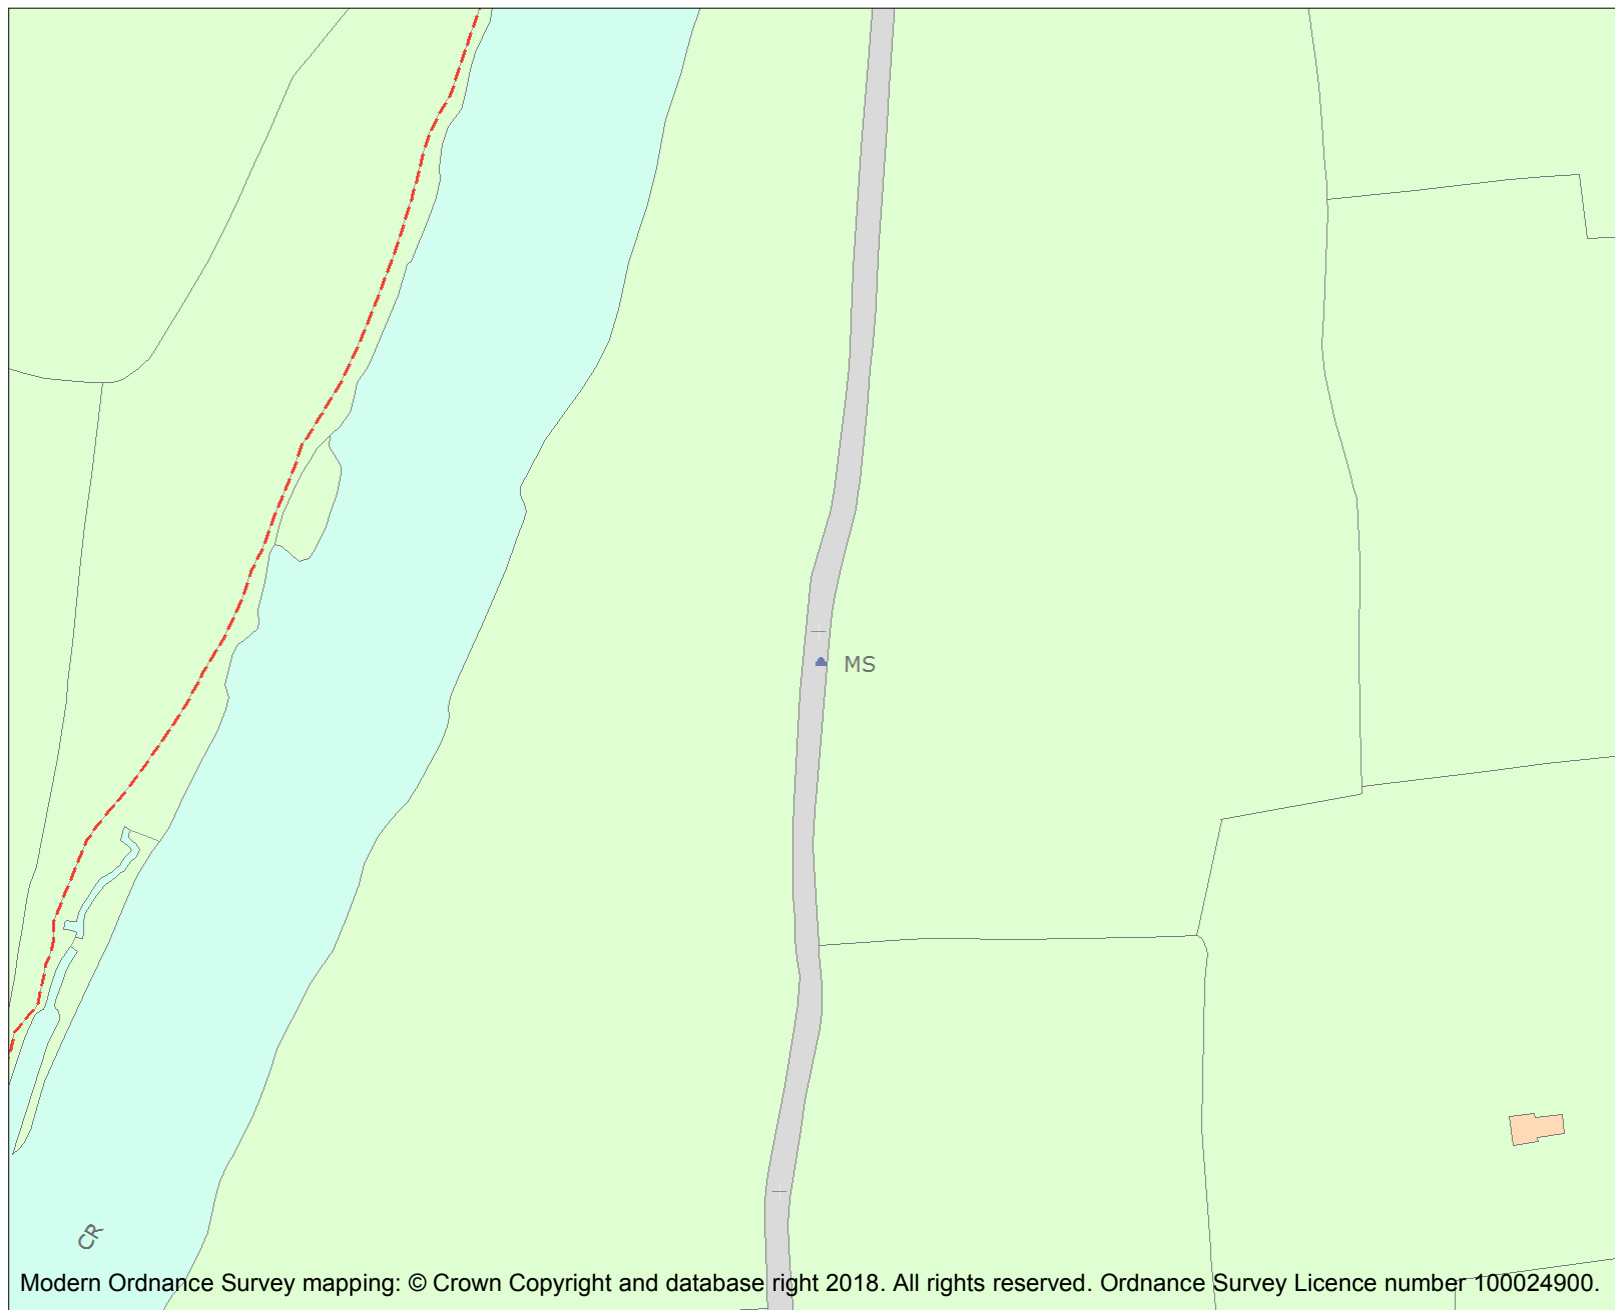 MS
CR
Modern Ordnance Survey mapping: © Crown Copyright and database right 2018. All rights reserved. Ordnance Survey Licence number 100024900.